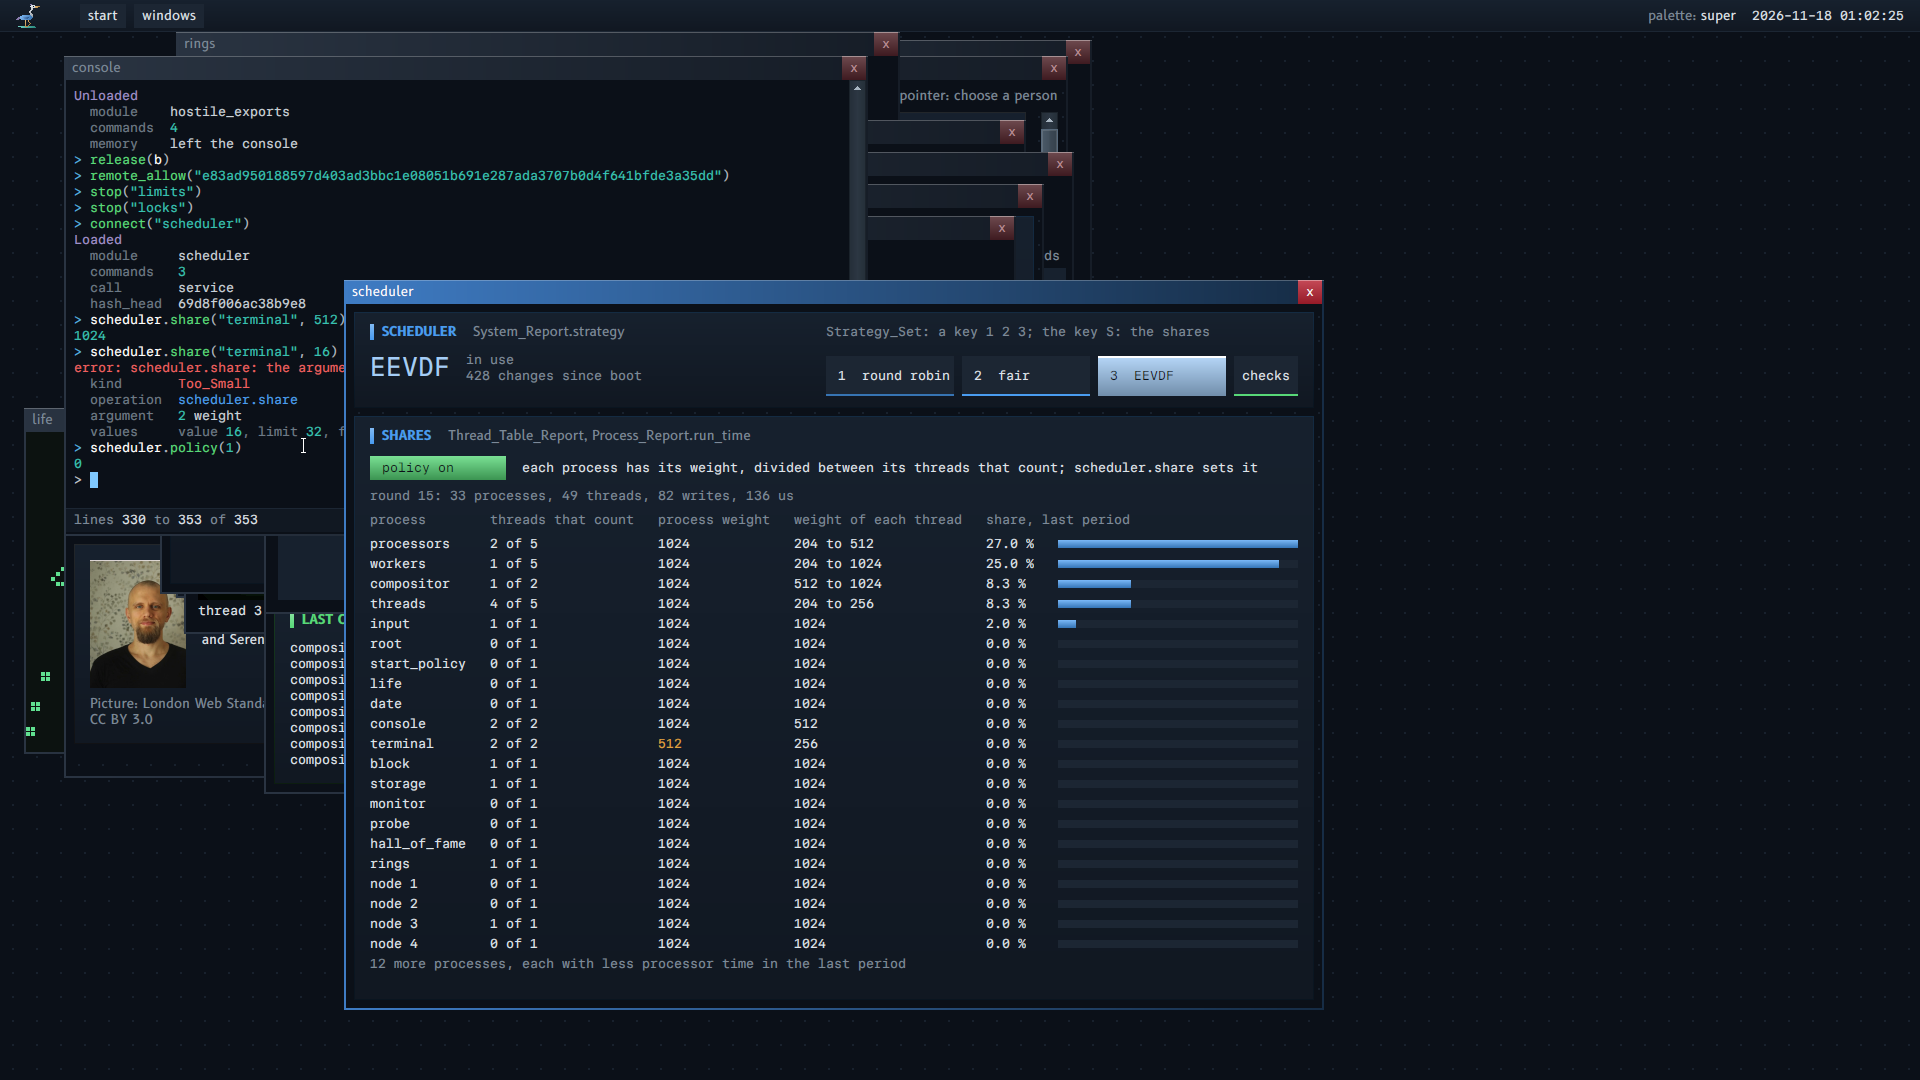 start windows palette: super 2026-11-18 01:02:25
rings x
x
console x
x
Unloaded
module hostile_exports
commands 4
memory left the console
> release(b)
> remote_allow("e83ad950188597d403ad3bbc1e08051b691e287ada3707b0d4f641bfde3a35dd")
> stop("limits")
> stop("locks")
> connect("scheduler")
Loaded
module scheduler
commands 3
call service
hash_head 69d8f006ac38b9e8
> scheduler.share("terminal", 512)
1024
> scheduler.share("terminal", 16)
error: scheduler.share: the argume
kind Too_Small
operation scheduler.share
argument 2 weight
values value 16, limit 32, f
> scheduler.policy(1)
0
>
lines 330 to 353 of 353
pointer: choose a person
x
x
x
x
ds
life
thread 3
and Seren
Picture: London Web Standa
CC BY 3.0
LAST C
composi
composi
composi
composi
composi
composi
composi
composi
scheduler x
SCHEDULER System_Report.strategy
Strategy_Set: a key 1 2 3; the key S: the shares
EEVDF
in use
428 changes since boot
1 round robin 2 fair 3 EEVDF checks
SHARES Thread_Table_Report, Process_Report.run_time
policy on each process has its weight, divided between its threads that count; scheduler.share sets it
round 15: 33 processes, 49 threads, 82 writes, 136 us
process threads that count process weight weight of each thread share, last period
processors 2 of 5 1024 204 to 512 27.0 %
workers 1 of 5 1024 204 to 1024 25.0 %
compositor 1 of 2 1024 512 to 1024 8.3 %
threads 4 of 5 1024 204 to 256 8.3 %
input 1 of 1 1024 1024 2.0 %
root 0 of 1 1024 1024 0.0 %
start_policy 0 of 1 1024 1024 0.0 %
life 0 of 1 1024 1024 0.0 %
date 0 of 1 1024 1024 0.0 %
console 2 of 2 1024 512 0.0 %
terminal 2 of 2 512 256 0.0 %
block 1 of 1 1024 1024 0.0 %
storage 1 of 1 1024 1024 0.0 %
monitor 0 of 1 1024 1024 0.0 %
probe 0 of 1 1024 1024 0.0 %
hall_of_fame 0 of 1 1024 1024 0.0 %
rings 1 of 1 1024 1024 0.0 %
node 1 0 of 1 1024 1024 0.0 %
node 2 0 of 1 1024 1024 0.0 %
node 3 1 of 1 1024 1024 0.0 %
node 4 0 of 1 1024 1024 0.0 %
12 more processes, each with less processor time in the last period